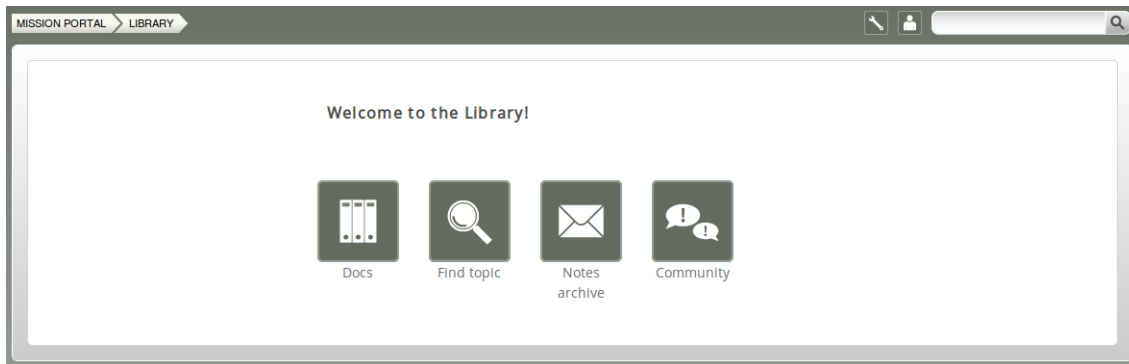 MISSION PORTAL LIBRARY
Welcome to the Library!
Docs Find topic Notes archive Community